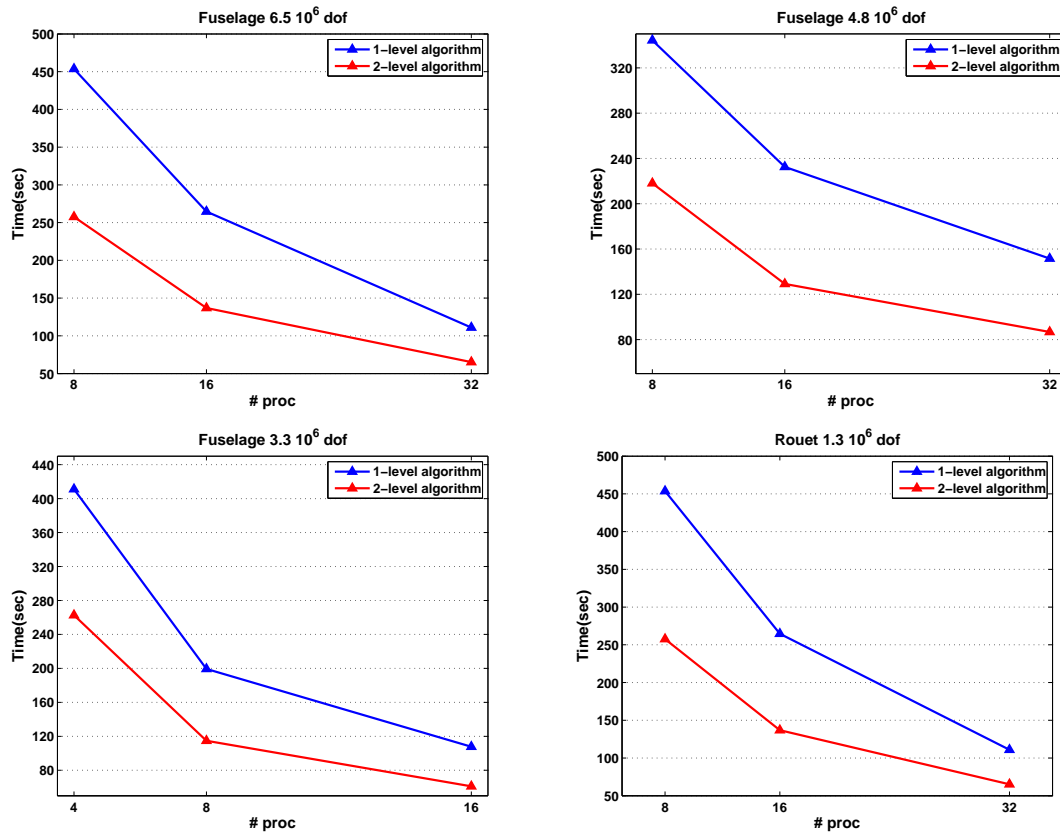 Fuselage 6.5 10^6 dof
1-level algorithm
2-level algorithm
500
450
400
350
300
250
200
150
100
50
Time(sec)
8
16
32
# proc
Fuselage 4.8 10^6 dof
1-level algorithm
2-level algorithm
320
280
240
200
160
120
80
Time(sec)
8
16
32
# proc
Fuselage 3.3 10^6 dof
1-level algorithm
2-level algorithm
440
400
360
320
280
240
200
160
120
80
Time(sec)
4
8
16
# proc
Rouet 1.3 10^6 dof
1-level algorithm
2-level algorithm
500
450
400
350
300
250
200
150
100
50
Time(sec)
8
16
32
# proc